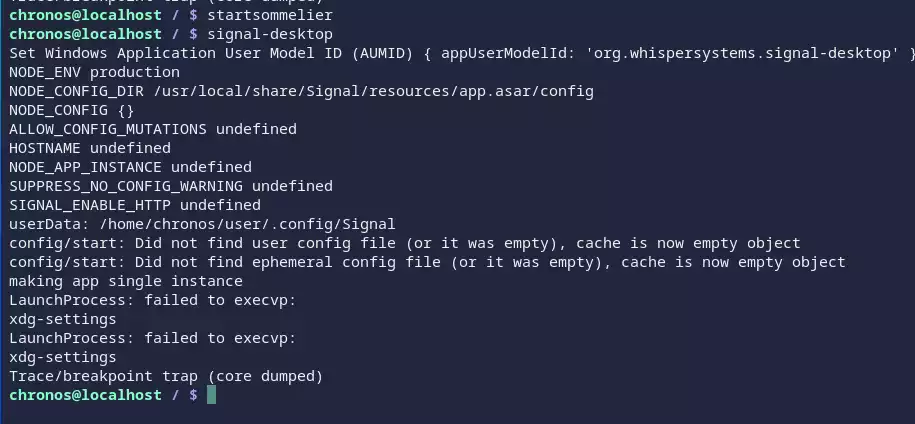 chronos@localhost / $ startsommelier
chronos@localhost / $ signal-desktop
Set Windows Application User Model ID (AUMID) { appUserModelId: 'org.whispersystems.signal-desktop' }
NODE_ENV production
NODE_CONFIG_DIR /usr/local/share/Signal/resources/app.asar/config
NODE_CONFIG {}
ALLOW_CONFIG_MUTATIONS undefined
HOSTNAME undefined
NODE_APP_INSTANCE undefined
SUPPRESS_NO_CONFIG_WARNING undefined
SIGNAL_ENABLE_HTTP undefined
userData: /home/chronos/user/.config/Signal
config/start: Did not find user config file (or it was empty), cache is now empty object
config/start: Did not find ephemeral config file (or it was empty), cache is now empty object
making app single instance
LaunchProcess: failed to execvp:
xdg-settings
LaunchProcess: failed to execvp:
xdg-settings
Trace/breakpoint trap (core dumped)
chronos@localhost / $